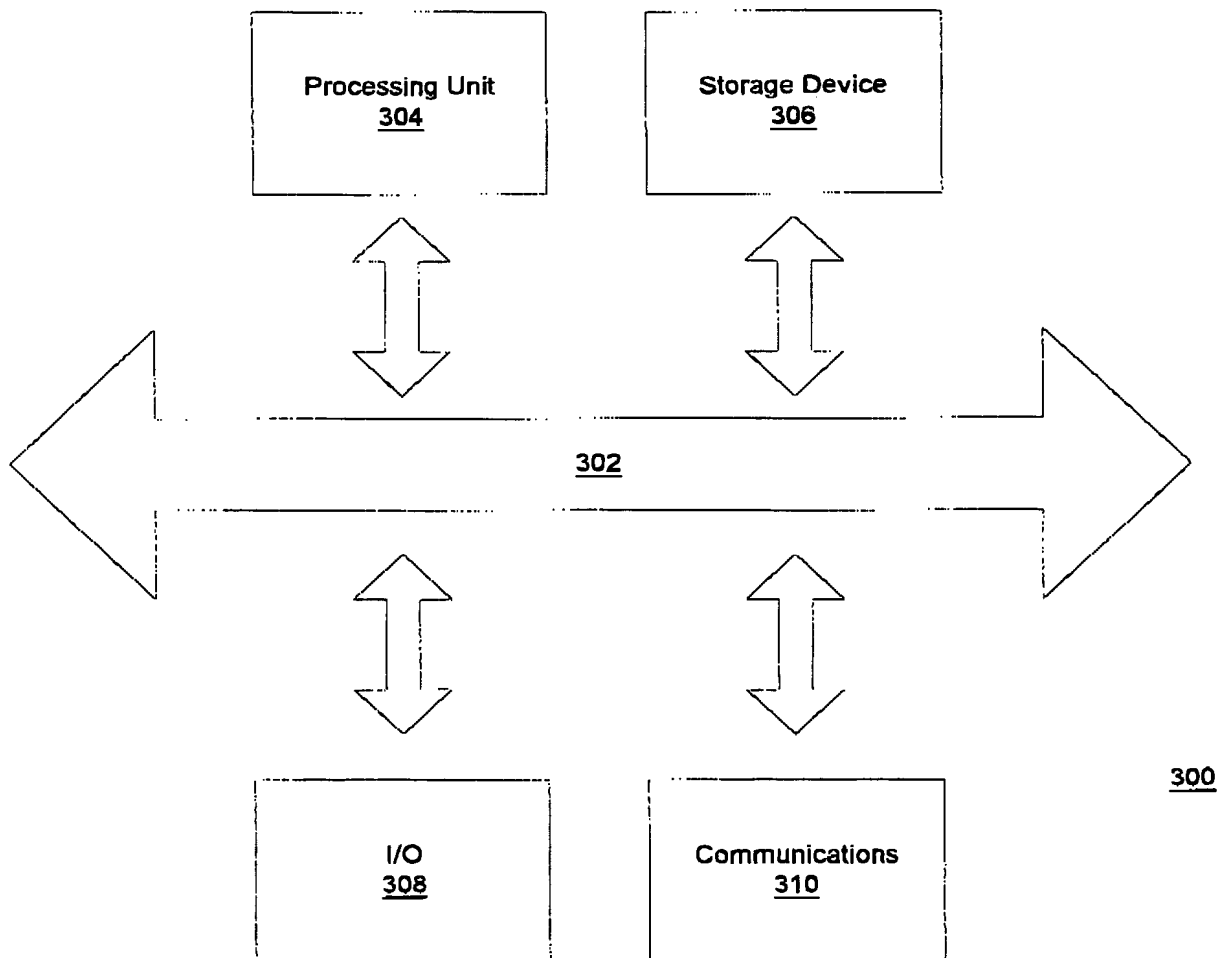 Processing Unit
304
Storage Device
306
302
300
I/O
308
Communications
310